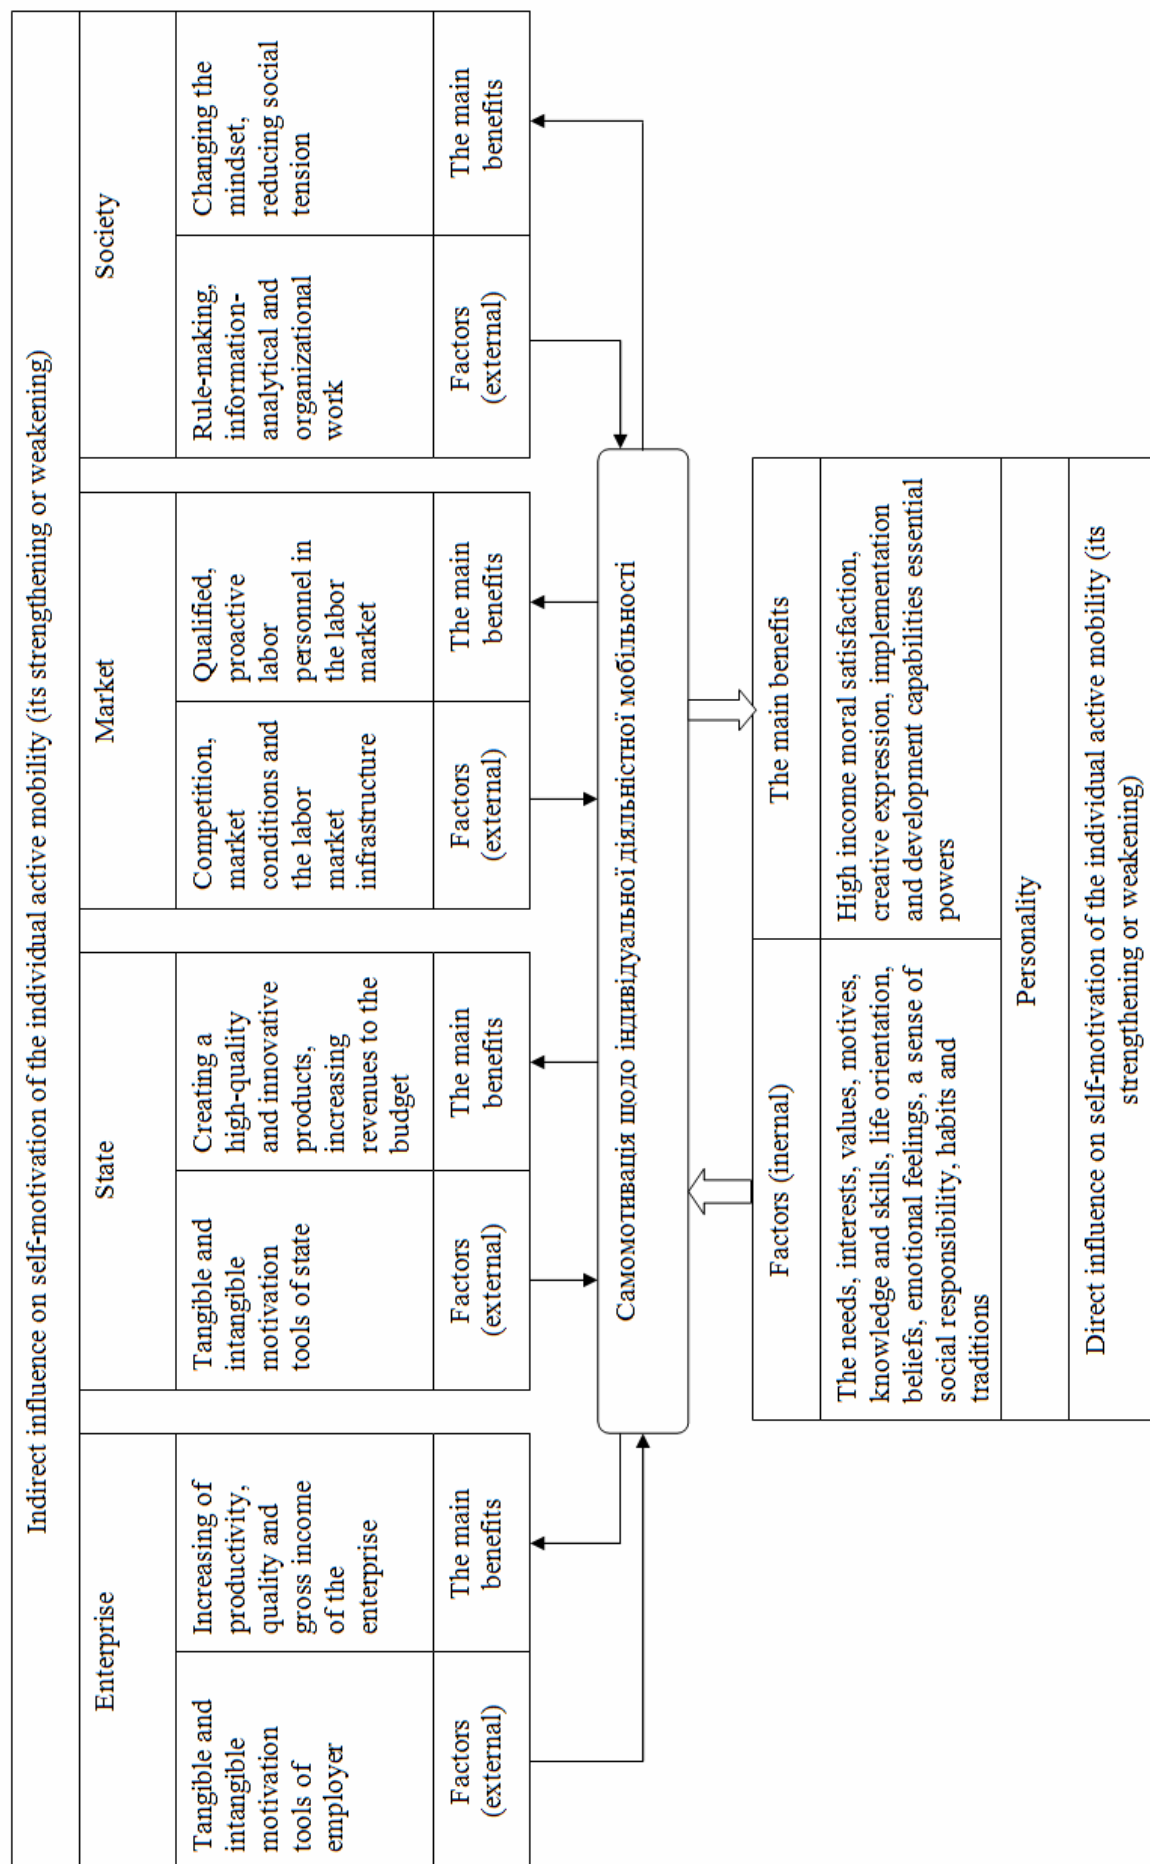 Indirect influence on self-motivation of the individual active mobility (its strengthening or weakening)
Enterprise
Tangible and
intangible
motivation
tools of
employer
Increasing of
productivity,
quality and
gross income
of the
enterprise
Factors
(external)
The main
benefits
State
Tangible and
intangible
motivation
tools of state
Creating a
high-quality
and innovative
products,
increasing
revenues to the
budget
Factors
(external)
The main
benefits
Market
Competition,
market
conditions and
the labor
market
infrastructure
Qualified,
proactive
labor
personnel in
the labor
market
Factors
(external)
The main
benefits
Society
Rule-making,
information-
analytical and
organizational
work
Changing the
mindset,
reducing social
tension
Factors
(external)
The main
benefits
Самомотивація щодо індивідуальної діяльністної мобільності
Factors (inernal)
The main benefits
The needs, interests, values, motives,
knowledge and skills, life orientation,
beliefs, emotional feelings, a sense of
social responsibility, habits and
traditions
High income moral satisfaction,
creative expression, implementation
and development capabilities essential
powers
Personality
Direct influence on self-motivation of the individual active mobility (its
strengthening or weakening)